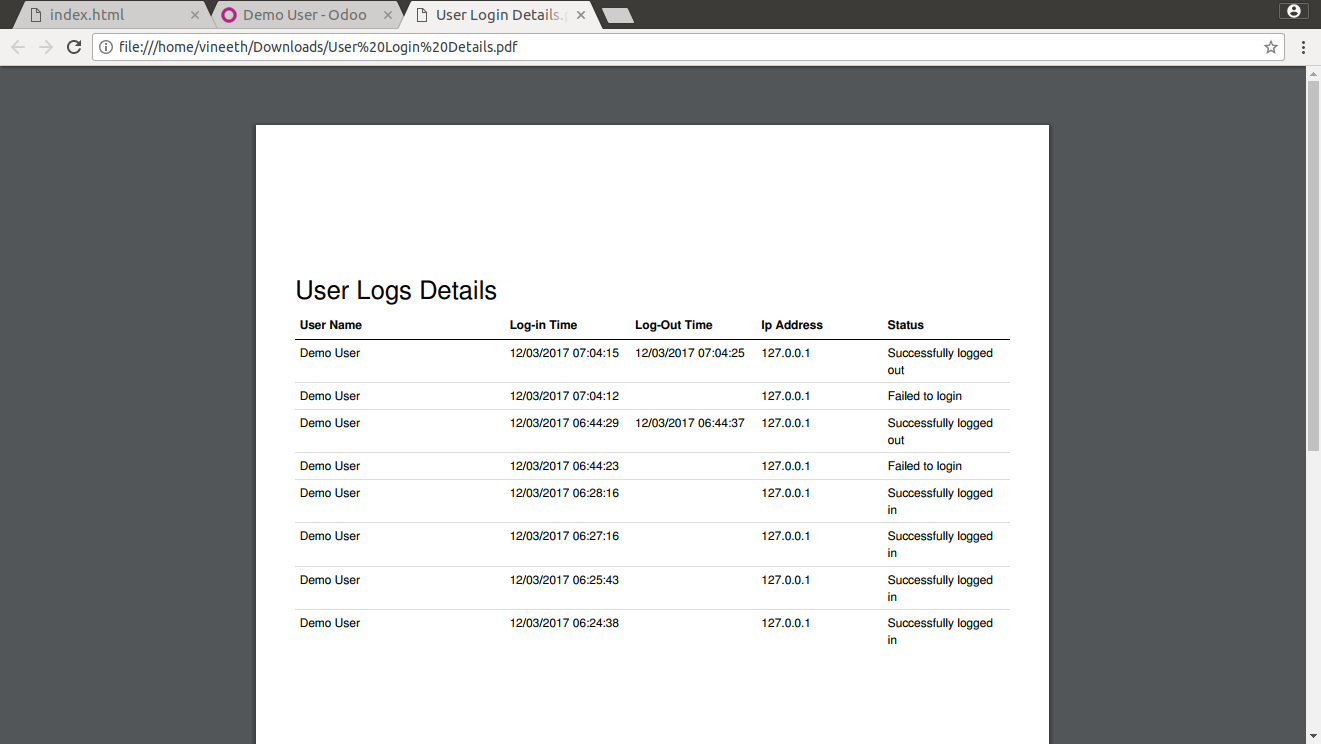 index.html
Demo User - Odoo
User Login Details.
file:///home/vineeth/Downloads/User%20Login%20Details.pdf
User Logs Details
User Name Log-in Time Log-Out Time Ip Address Status
Demo User 12/03/2017 07:04:15 12/03/2017 07:04:25 127.0.0.1 Successfully logged
out
Demo User 12/03/2017 07:04:12 127.0.0.1 Failed to login
Demo User 12/03/2017 06:44:29 12/03/2017 06:44:37 127.0.0.1 Successfully logged
out
Demo User 12/03/2017 06:44:23 127.0.0.1 Failed to login
Demo User 12/03/2017 06:28:16 127.0.0.1 Successfully logged
in
Demo User 12/03/2017 06:27:16 127.0.0.1 Successfully logged
in
Demo User 12/03/2017 06:25:43 127.0.0.1 Successfully logged
in
Demo User 12/03/2017 06:24:38 127.0.0.1 Successfully logged
in